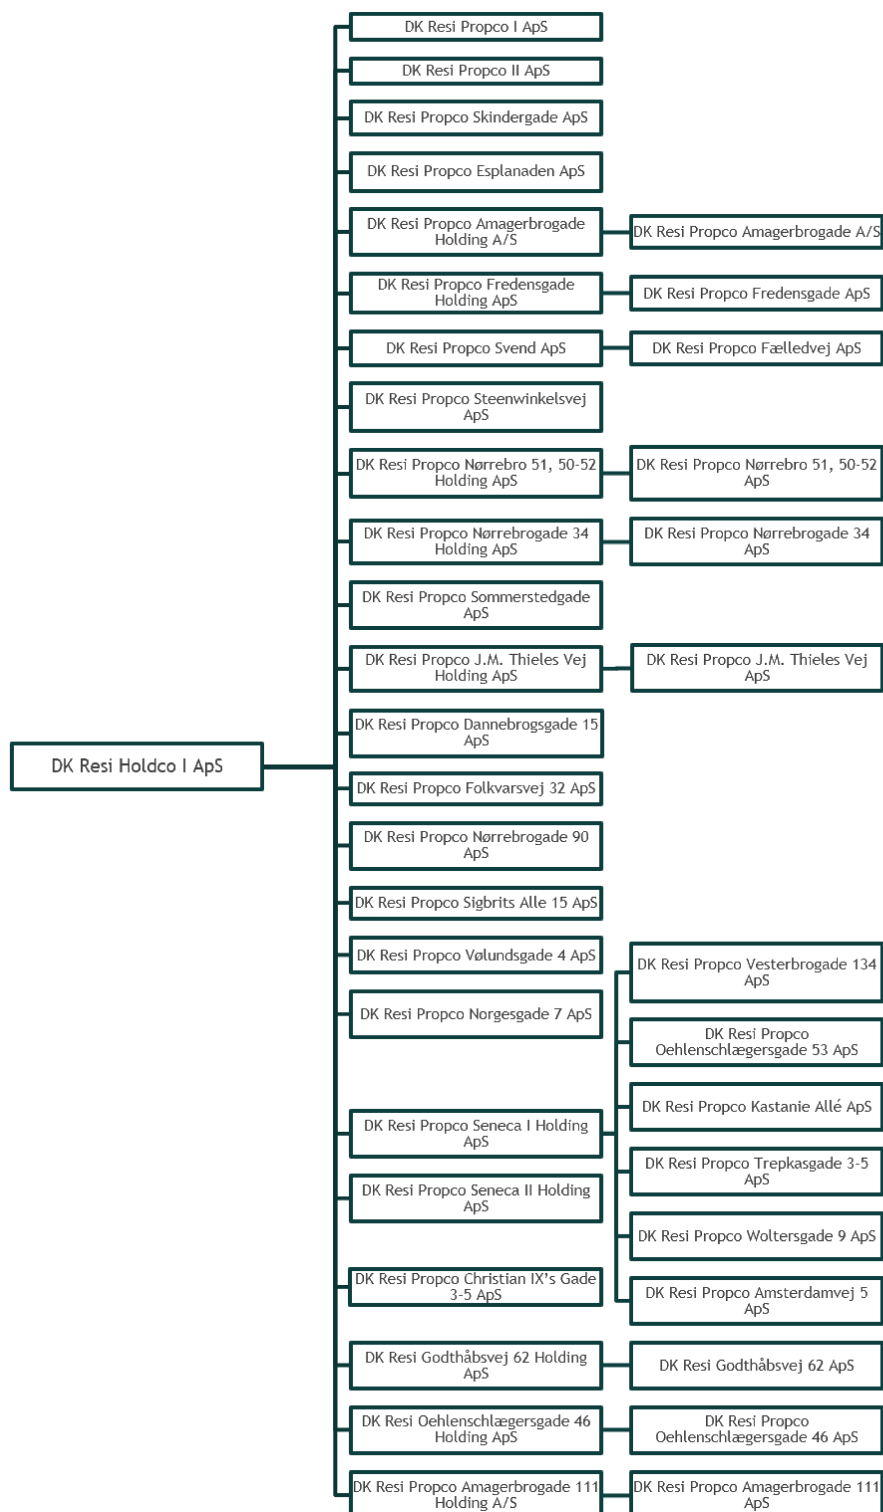 DK Resi Propco I ApS
DK Resi Propco II ApS
DK Resi Propco Skindergade ApS
DK Resi Propco Esplanaden ApS
DK Resi Propco Amagerbrogade
Holding A/S
DK Resi Propco Amagerbrogade A/S
DK Resi Propco Fredensgade
Holding ApS
DK Resi Propco Fredensgade ApS
DK Resi Propco Svend ApS
DK Resi Propco Fælledvej ApS
DK Resi Propco Steenwinkelsvej
ApS
DK Resi Propco Nørrebro 51, 50-52
Holding ApS
DK Resi Propco Nørrebro 51, 50-52
ApS
DK Resi Propco Nørrebrogade 34
Holding ApS
DK Resi Propco Nørrebrogade 34
ApS
DK Resi Propco Sommerstedgade
ApS
DK Resi Propco J.M. Thieles Vej
Holding ApS
DK Resi Propco J.M. Thieles Vej
ApS
DK Resi Propco Dannebrogsgade 15
ApS
DK Resi Holdco I ApS
DK Resi Propco Folkvarsvej 32 ApS
DK Resi Propco Nørrebrogade 90
ApS
DK Resi Propco Sigbrits Alle 15 ApS
DK Resi Propco Vølundsgade 4 ApS
DK Resi Propco Norgesgade 7 ApS
DK Resi Propco Seneca I Holding
ApS
DK Resi Propco Vesterbrogade 134
ApS
DK Resi Propco
Oehlenschlægersgade 53 ApS
DK Resi Propco Kastanie Allé ApS
DK Resi Propco Trepkasgade 3-5
ApS
DK Resi Propco Woltersgade 9 ApS
DK Resi Propco Amsterdamvej 5
ApS
DK Resi Propco Seneca II Holding
ApS
DK Resi Propco Christian IX's Gade
3-5 ApS
DK Resi Godthåbsvej 62 Holding
ApS
DK Resi Godthåbsvej 62 ApS
DK Resi Oehlenschlægersgade 46
Holding ApS
DK Resi Propco
Oehlenschlægersgade 46 ApS
DK Resi Propco Amagerbrogade 111
Holding A/S
DK Resi Propco Amagerbrogade 111
ApS